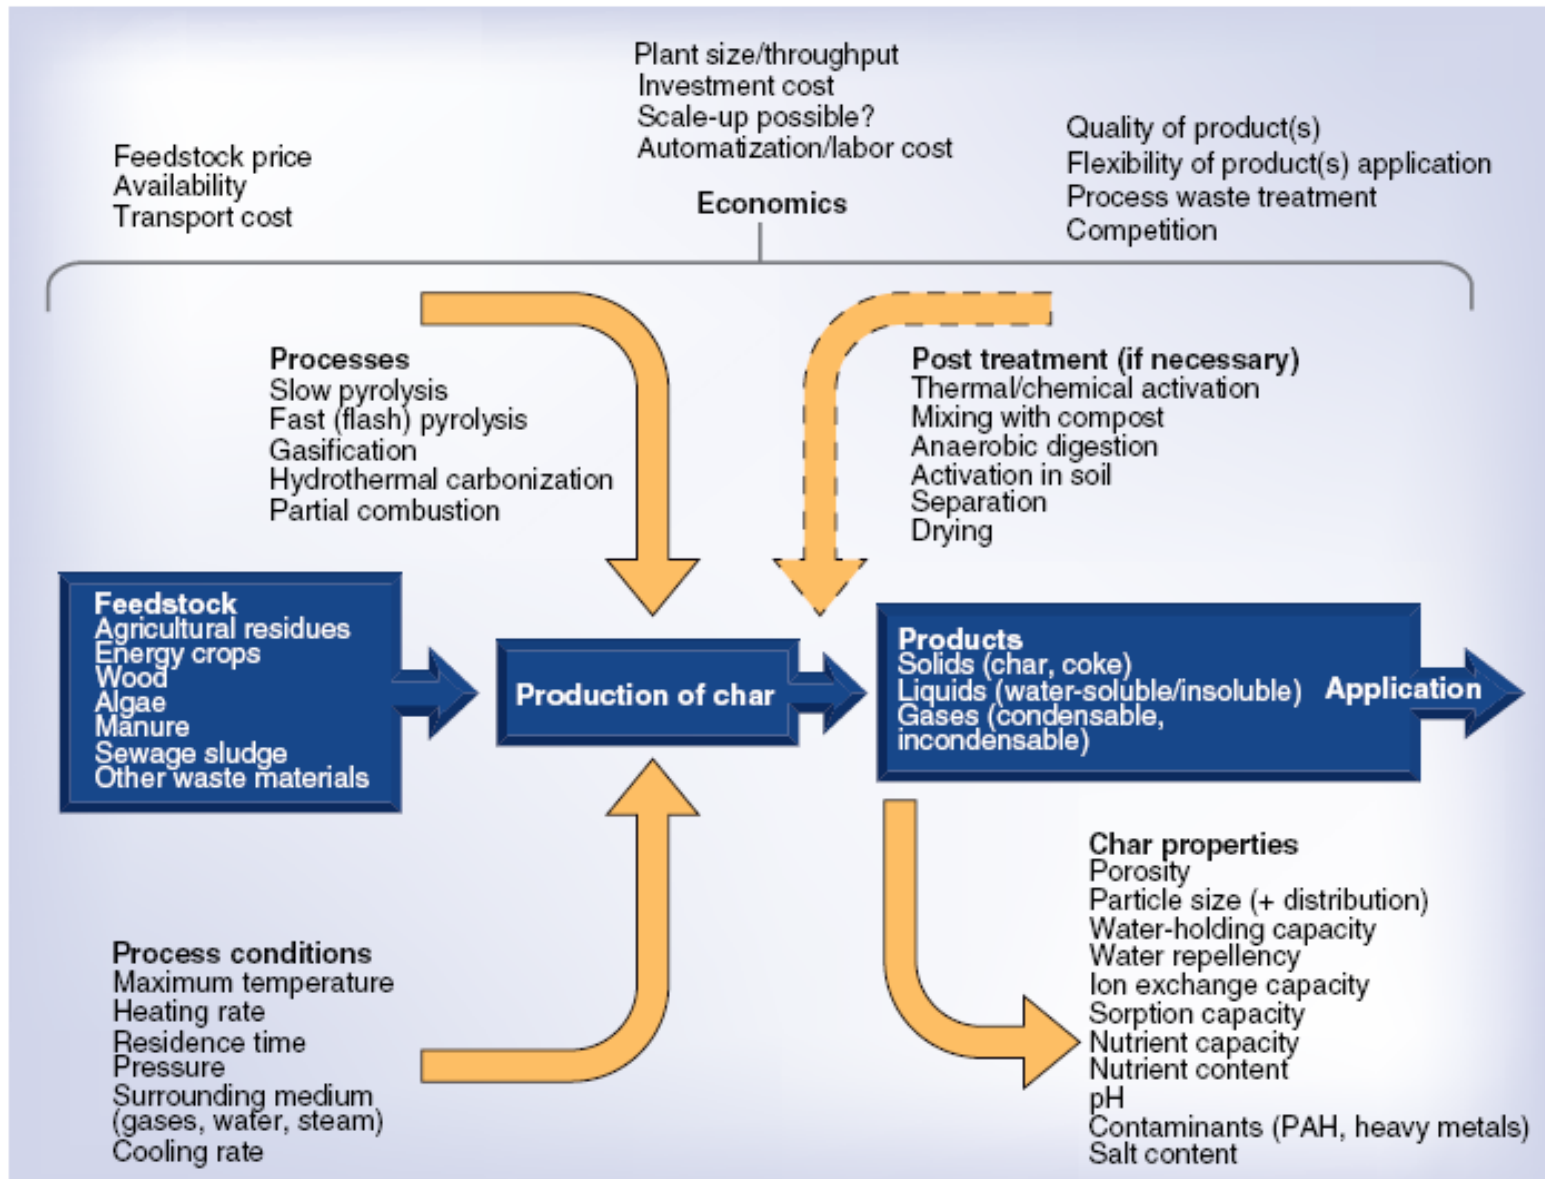 Plant size/throughput
Investment cost
Scale-up possible?
Automatization/labor cost
Feedstock price
Availability
Transport cost
Quality of product(s)
Flexibility of product(s) application
Process waste treatment
Competition
Economics
Processes
Slow pyrolysis
Fast (flash) pyrolysis
Gasification
Hydrothermal carbonization
Partial combustion
Post treatment (if necessary)
Thermal/chemical activation
Mixing with compost
Anaerobic digestion
Activation in soil
Separation
Drying
Feedstock
Agricultural residues
Energy crops
Wood
Algae
Manure
Sewage sludge
Other waste materials
Production of char
Products
Solids (char, coke)
Liquids (water-soluble/insoluble)
Gases (condensable,
incondensable)
Application
Process conditions
Maximum temperature
Heating rate
Residence time
Pressure
Surrounding medium
(gases, water, steam)
Cooling rate
Char properties
Porosity
Particle size (+ distribution)
Water-holding capacity
Water repellency
Ion exchange capacity
Sorption capacity
Nutrient capacity
Nutrient content
pH
Contaminants (PAH, heavy metals)
Salt content